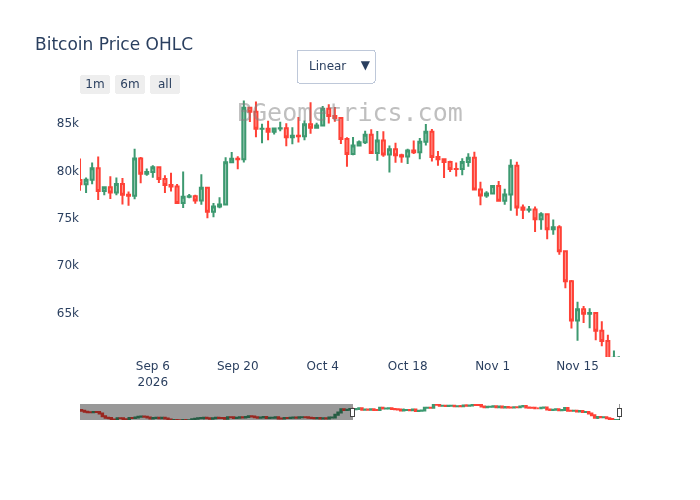 Bitcoin Price OHLC
Linear ▼
1m 6m all
BGeometrics.com
85k
80k
75k
70k
65k
Sep 6 Sep 20 Oct 4 Oct 18 Nov 1 Nov 15
2026